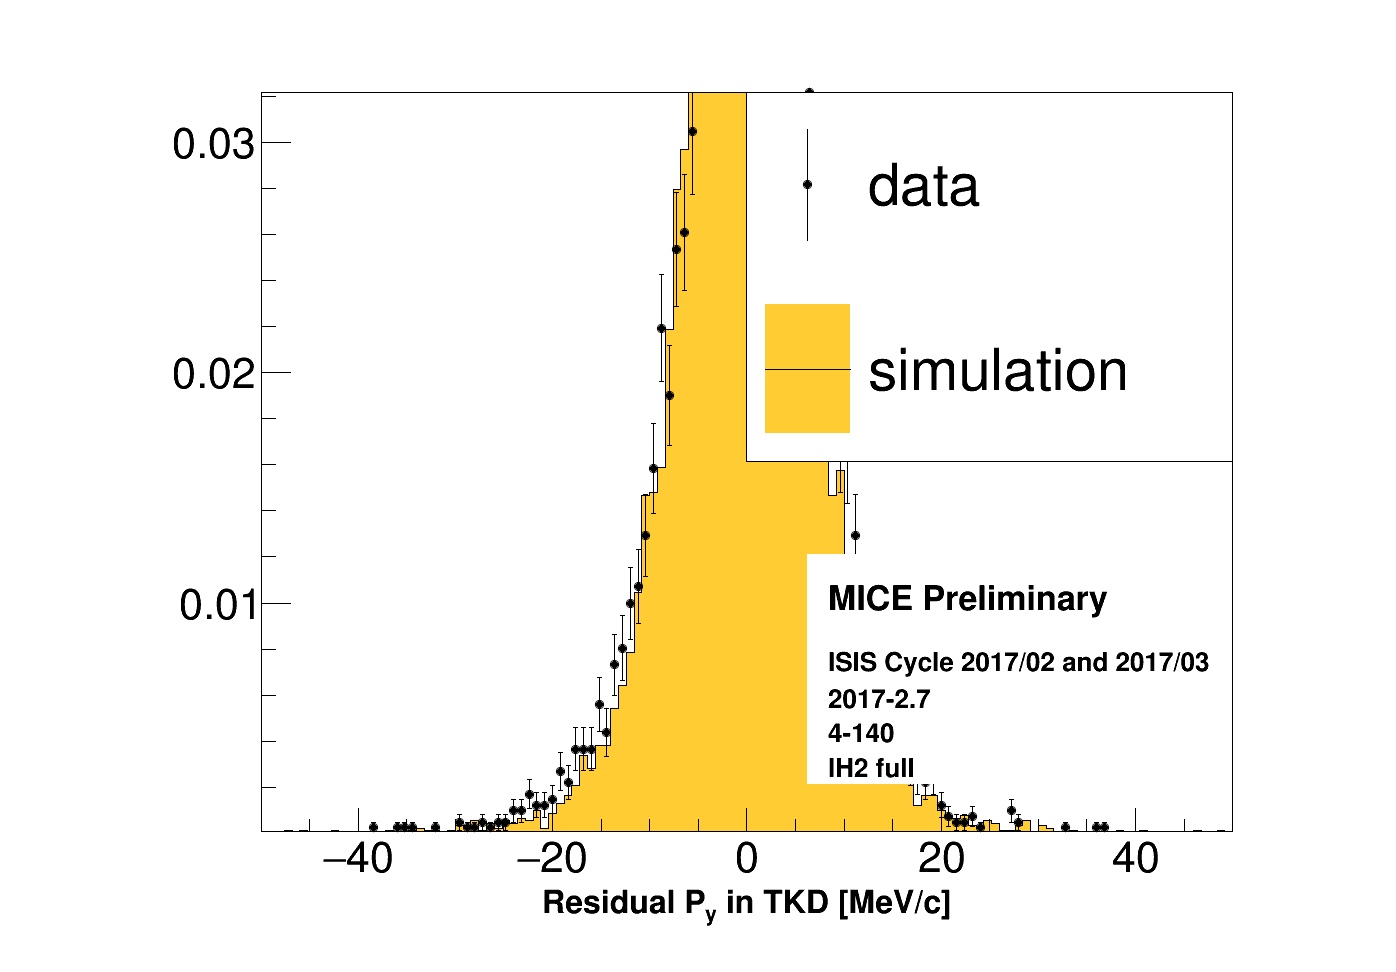 0.03
data
0.02
simulation
0.01
MICE Preliminary
ISIS Cycle 2017/02 and 2017/03
2017-2.7
4-140
IH2 full
−40 −20 0 20 40
Residual Py in TKD [MeV/c]